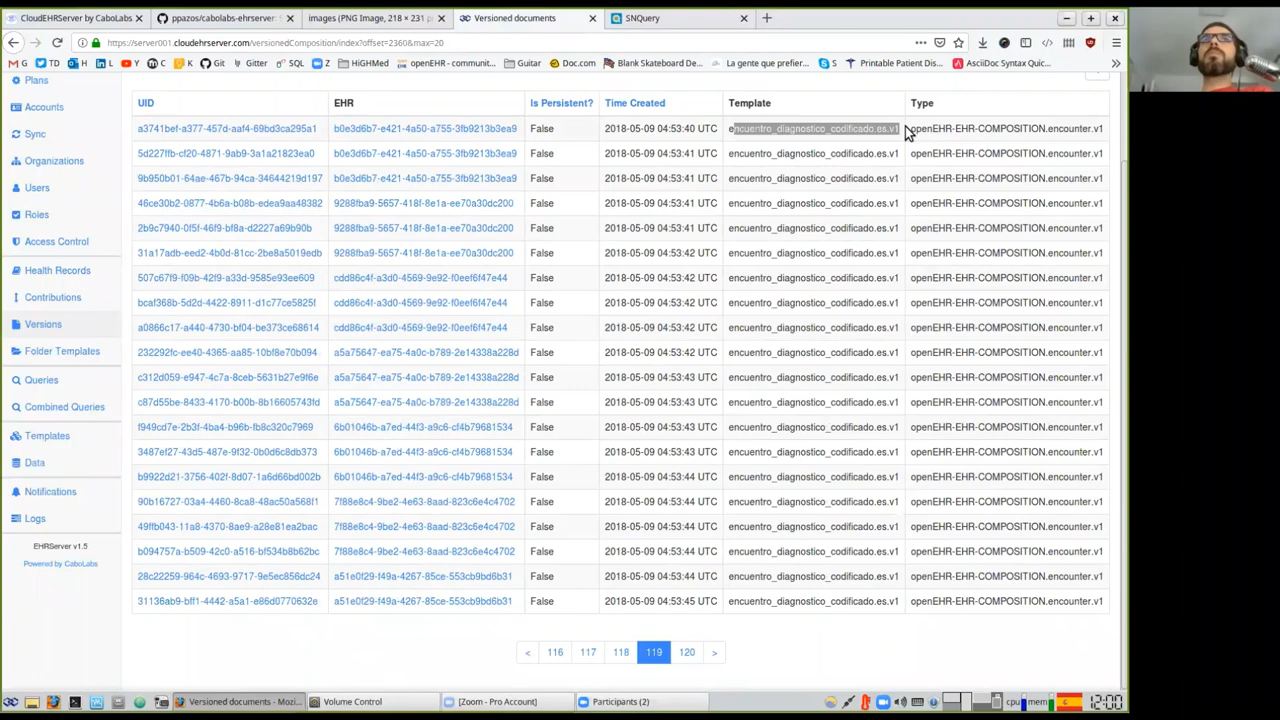 CloudEHRServer by CaboLabs
ppazos/cabolabs-ehrserver:
images (PNG Image, 218 × 231 p
Versioned documents
SNQuery
https://server001.cloudehrserver.com/versionedComposition/index?offset=2360&max=20
G
TD
H
L
Y
C
K
Git
Gitter
SQL
Z
HiGHMed
openEHR - communit...
Guitar
Doc.com
Blank Skateboard De...
La gente que prefier...
S
Printable Patient Dis...
AsciiDoc Syntax Quic...
Plans
Accounts
Sync
Organizations
Users
Roles
Access Control
Health Records
Contributions
Versions
Folder Templates
Queries
Combined Queries
Templates
Data
Notifications
Logs
EHRServer v1.5
Powered by CaboLabs
UID EHR Is Persistent? Time Created Template Type
a3741bef-a377-457d-aaf4-69bd3ca295a1 b0e3d6b7-e421-4a50-a755-3fb9213b3ea9 False 2018-05-09 04:53:40 UTC encuentro_diagnostico_codificado.es.v1 openEHR-EHR-COMPOSITION.encounter.v1
5d227ffb-cf20-4871-9ab9-3a1a21823ea0 b0e3d6b7-e421-4a50-a755-3fb9213b3ea9 False 2018-05-09 04:53:41 UTC encuentro_diagnostico_codificado.es.v1 openEHR-EHR-COMPOSITION.encounter.v1
9b950b01-64ae-467b-94ca-34644219d197 b0e3d6b7-e421-4a50-a755-3fb9213b3ea9 False 2018-05-09 04:53:41 UTC encuentro_diagnostico_codificado.es.v1 openEHR-EHR-COMPOSITION.encounter.v1
46ce30b2-0877-4b6a-b08b-edea9aa48382 9288fba9-5657-418f-8e1a-ee70a30dc200 False 2018-05-09 04:53:41 UTC encuentro_diagnostico_codificado.es.v1 openEHR-EHR-COMPOSITION.encounter.v1
2b9c7940-0f5f-46f9-bf8a-d2227a69b90b 9288fba9-5657-418f-8e1a-ee70a30dc200 False 2018-05-09 04:53:41 UTC encuentro_diagnostico_codificado.es.v1 openEHR-EHR-COMPOSITION.encounter.v1
31a17adb-eed2-4b0d-81cc-2be8a5019edb 9288fba9-5657-418f-8e1a-ee70a30dc200 False 2018-05-09 04:53:42 UTC encuentro_diagnostico_codificado.es.v1 openEHR-EHR-COMPOSITION.encounter.v1
507c67f9-f09b-42f9-a33d-9585e93ee609 cdd86c4f-a3d0-4569-9e92-f0eef6f47e44 False 2018-05-09 04:53:42 UTC encuentro_diagnostico_codificado.es.v1 openEHR-EHR-COMPOSITION.encounter.v1
bcaf368b-5d2d-4422-8911-d1c77ce5825f cdd86c4f-a3d0-4569-9e92-f0eef6f47e44 False 2018-05-09 04:53:42 UTC encuentro_diagnostico_codificado.es.v1 openEHR-EHR-COMPOSITION.encounter.v1
a0866c17-a440-4730-bf04-be373ce68614 cdd86c4f-a3d0-4569-9e92-f0eef6f47e44 False 2018-05-09 04:53:42 UTC encuentro_diagnostico_codificado.es.v1 openEHR-EHR-COMPOSITION.encounter.v1
232292fc-ee40-4365-aa85-10bf8e70b094 a5a75647-ea75-4a0c-b789-2e14338a228d False 2018-05-09 04:53:42 UTC encuentro_diagnostico_codificado.es.v1 openEHR-EHR-COMPOSITION.encounter.v1
c312d059-e947-4c7a-8ceb-5631b27e9f6e a5a75647-ea75-4a0c-b789-2e14338a228d False 2018-05-09 04:53:43 UTC encuentro_diagnostico_codificado.es.v1 openEHR-EHR-COMPOSITION.encounter.v1
c87d55be-8433-4170-b00b-8b16605743fd a5a75647-ea75-4a0c-b789-2e14338a228d False 2018-05-09 04:53:43 UTC encuentro_diagnostico_codificado.es.v1 openEHR-EHR-COMPOSITION.encounter.v1
f949cd7e-2b3f-4ba4-b96b-fb8c320c7969 6b01046b-a7ed-44f3-a9c6-cf4b79681534 False 2018-05-09 04:53:43 UTC encuentro_diagnostico_codificado.es.v1 openEHR-EHR-COMPOSITION.encounter.v1
3487ef27-43d5-487e-9f32-0b0d6c8db373 6b01046b-a7ed-44f3-a9c6-cf4b79681534 False 2018-05-09 04:53:44 UTC encuentro_diagnostico_codificado.es.v1 openEHR-EHR-COMPOSITION.encounter.v1
b9922d21-3756-402f-8d07-1a6d66bd002b 6b01046b-a7ed-44f3-a9c6-cf4b79681534 False 2018-05-09 04:53:44 UTC encuentro_diagnostico_codificado.es.v1 openEHR-EHR-COMPOSITION.encounter.v1
90b16727-03a4-4460-8ca8-48ac50a568f1 7f88e8c4-9be2-4e63-8aad-823c6e4c4702 False 2018-05-09 04:53:44 UTC encuentro_diagnostico_codificado.es.v1 openEHR-EHR-COMPOSITION.encounter.v1
49ffb043-11a8-4370-8ae9-a28e81ea2bac 7f88e8c4-9be2-4e63-8aad-823c6e4c4702 False 2018-05-09 04:53:44 UTC encuentro_diagnostico_codificado.es.v1 openEHR-EHR-COMPOSITION.encounter.v1
b094757a-b509-42c0-a516-bf534b8b62bc 7f88e8c4-9be2-4e63-8aad-823c6e4c4702 False 2018-05-09 04:53:44 UTC encuentro_diagnostico_codificado.es.v1 openEHR-EHR-COMPOSITION.encounter.v1
28c22259-964c-4693-9717-9e5ec856dc24 a51e0f29-f49a-4267-85ce-553cb9bd6b31 False 2018-05-09 04:53:44 UTC encuentro_diagnostico_codificado.es.v1 openEHR-EHR-COMPOSITION.encounter.v1
31136ab9-bff1-4442-a5a1-e86d0770632e a51e0f29-f49a-4267-85ce-553cb9bd6b31 False 2018-05-09 04:53:45 UTC encuentro_diagnostico_codificado.es.v1 openEHR-EHR-COMPOSITION.encounter.v1
< 116 117 118 119 120 >
Versioned documents - Mozi...
Volume Control
[Zoom - Pro Account]
Participants (2)
cpu
mem
12:00